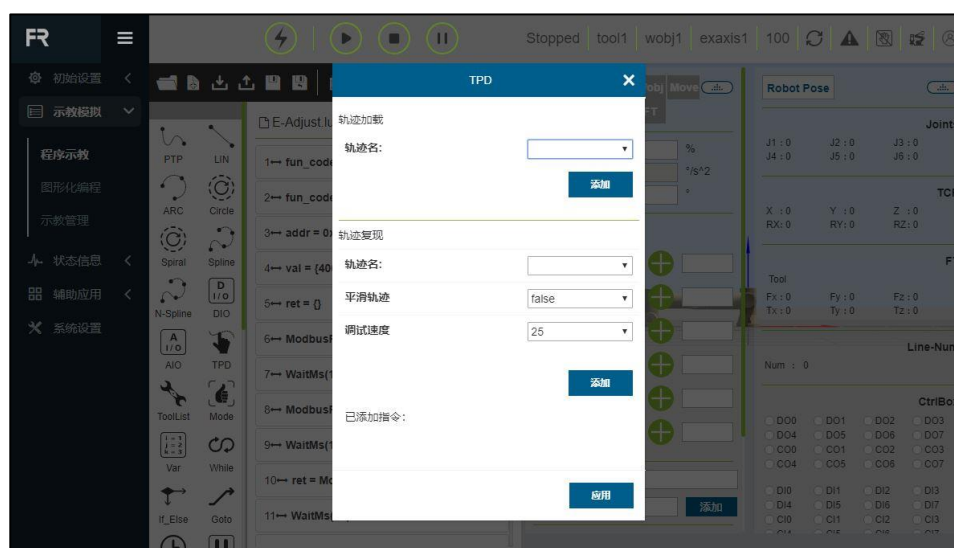 FR
Stopped tool1 wobj1 exaxis1 100
初始设置
示教模拟
程序示教
图形化编程
示教管理
状态信息
辅助应用
系统设置
PTP LIN
ARC Circle
Spiral Spline
N-Spline DIO
AIO TPD
ToolList Mode
Var While
If_Else Goto
E-Adjust.lu
1 fun_code
2 fun_code
3 addr = 0
4 val = {40
5 ret = {}
6
7 WaitMs(1
8
9 WaitMs(1
10 ret = Mo
11 WaitMs
TPD
轨迹加载
轨迹名:
添加
轨迹复现
轨迹名:
平滑轨迹 false
调试速度 25
添加
已添加指令:
应用
obj Move
FT
%
°/s^2
°
添加
Robot Pose
Joint
J1 : 0 J2 : 0 J3 : 0
J4 : 0 J5 : 0 J6 : 0
TC
X : 0 Y : 0 Z : 0
RX: 0 RY: 0 RZ: 0
F
Tool
Fx : 0 Fy : 0 Fz : 0
Tx : 0 Ty : 0 Tz : 0
Line-Num
Num : 0
CtrlBo
DO0 DO1 DO2 DO3
DO4 DO5 DO6 DO7
CO0 CO1 CO2 CO3
CO4 CO5 CO6 CO7
DI0 DI1 DI2 DI3
DI4 DI5 DI6 DI7
CI0 CI1 CI2 CI3